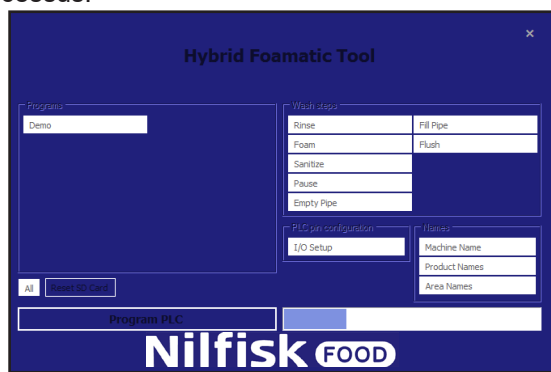 ×
Hybrid Foamatic Tool
Programs
Demo
Wash steps
Rinse
Fill Pipe
Foam
Flush
Sanitize
Pause
Empty Pipe
PLC pin configuration
I/O Setup
Names
Machine Name
Product Names
Area Names
All
Reset SD Card
Program PLC
Nilfisk FOOD